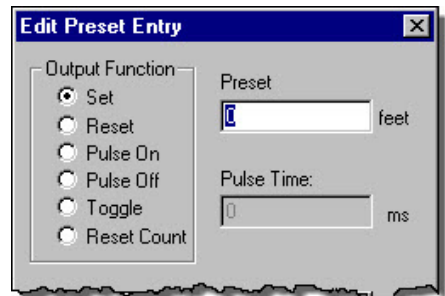 Edit Preset Entry
Output Function
Set
Reset
Pulse On
Pulse Off
Toggle
Reset Count
Preset
0 feet
Pulse Time:
0 ms